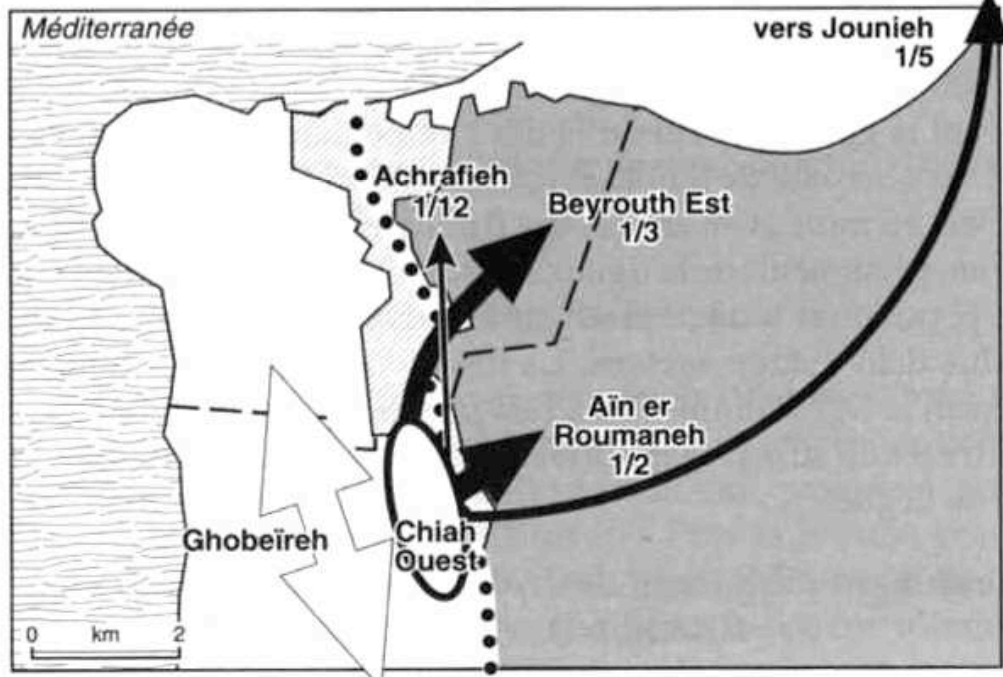 Méditerranée
vers Jounieh
1/5
Achrafieh
1/12
Beyrouth Est
1/3
Aïn er
Roumaneh
1/2
Ghobeïreh
Chiah
Ouest
0 km 2